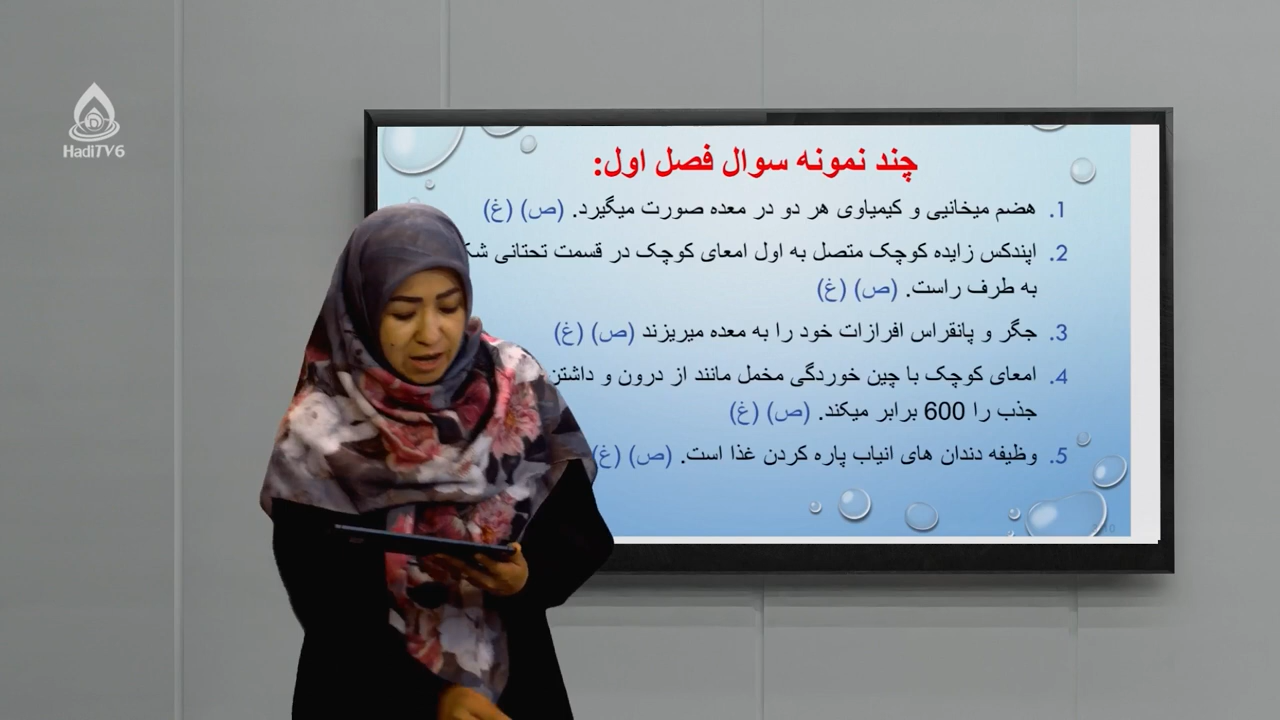 HadiTV6
چند نمونه سوال فصل اول:
1. هضم میخانیی و کیمیاوی هر دو در معده صورت میگیرد. (ص) (غ)
2. اپندکس زایده کوچک متصل به اول امعای کوچک در قسمت تحتانی
به طرف راست. (ص) (غ)
3. جگر و پانقراس افرازات خود را به معده میریزند (ص) (غ)
4. امعای کوچک با چین خوردگی مخمل مانند از درون و داشتن
جذب را 600 برابر میکند. (ص) (غ)
5. وظیفه دندان های انیاب پاره کردن غذا است. (ص) (غ)